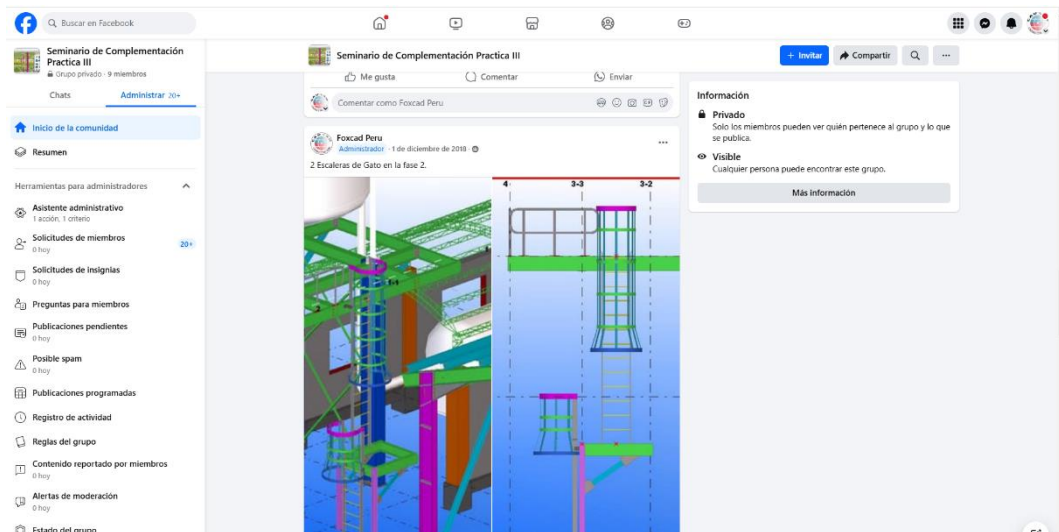 Buscar en Facebook
Seminario de Complementación
Practica III
Grupo privado · 9 miembros
Chats
Administrar 20+
Inicio de la comunidad
Resumen
Herramientas para administradores
Asistente administrativo
1 acción, 1 criterio
Solicitudes de miembros
0 hoy
20+
Solicitudes de insignias
0 hoy
Preguntas para miembros
Publicaciones pendientes
0 hoy
Posible spam
0 hoy
Publicaciones programadas
Registro de actividad
Reglas del grupo
Contenido reportado por miembros
0 hoy
Alertas de moderación
0 hoy
Estado del grupo
Seminario de Complementación Practica III
+ Invitar
Compartir
Me gusta
Comentar
Enviar
Comentar como Foxcad Peru
Foxcad Peru
Administrador · 1 de diciembre de 2018 ·
2 Escaleras de Gato en la fase 2.
4
3-3
3-2
Información
Privado
Solo los miembros pueden ver quién pertenece al grupo y lo que
se publica.
Visible
Cualquier persona puede encontrar este grupo.
Más información